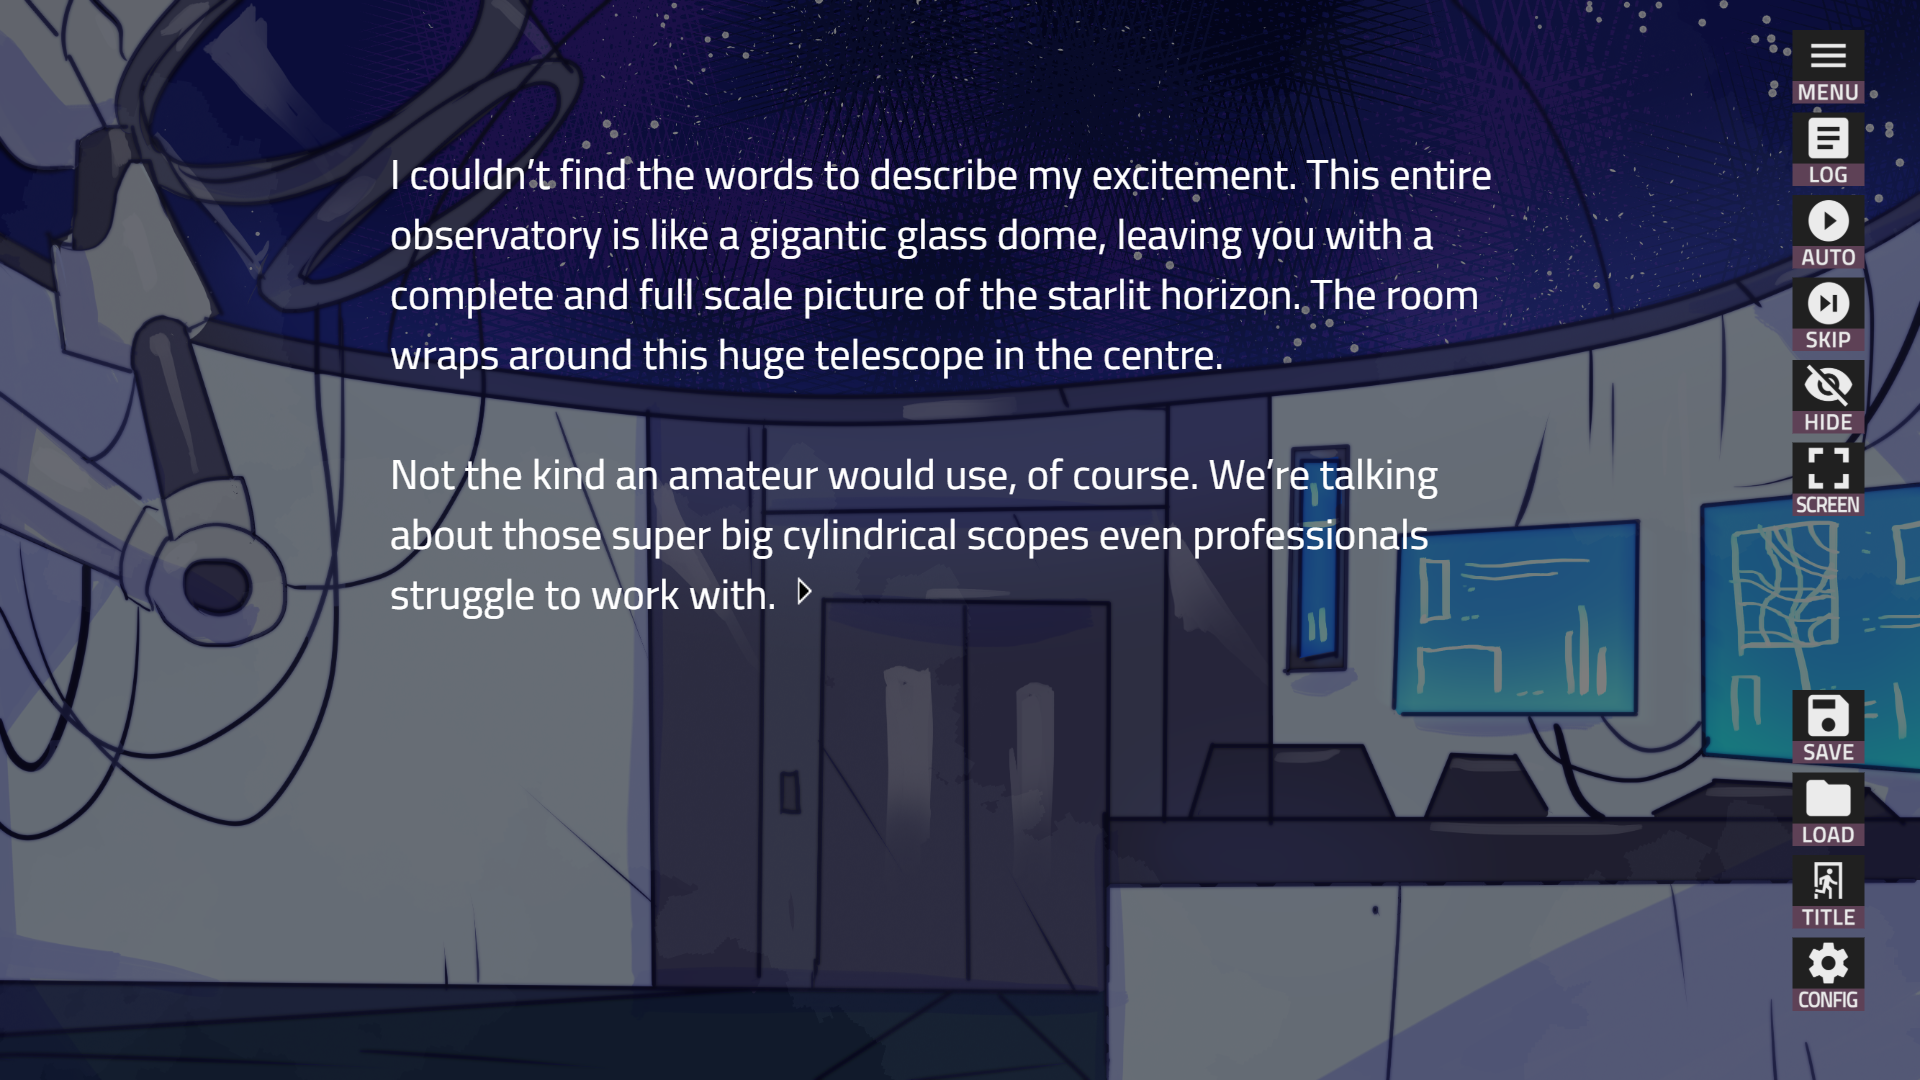 I couldn’t find the words to describe my excitement. This entire
observatory is like a gigantic glass dome, leaving you with a
complete and full scale picture of the starlit horizon. The room
wraps around this huge telescope in the centre.
Not the kind an amateur would use, of course. We’re talking
about those super big cylindrical scopes even professionals
struggle to work with.
MENU
LOG
AUTO
SKIP
HIDE
SCREEN
SAVE
LOAD
TITLE
CONFIG